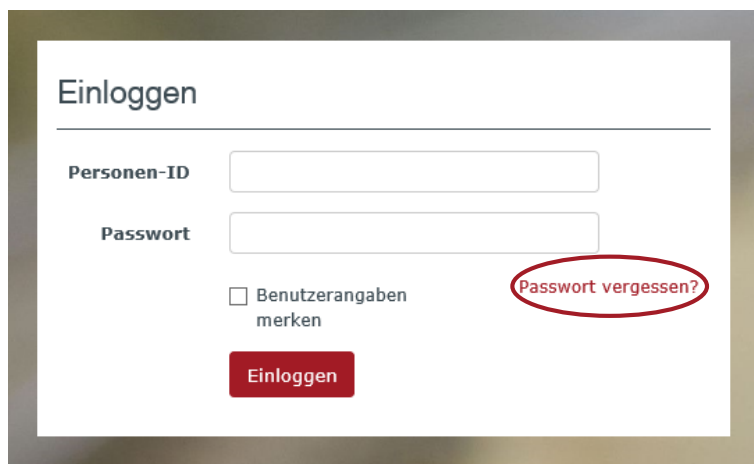 Einloggen
Personen-ID
Passwort
Passwort vergessen?
Benutzerangaben
merken
Einloggen